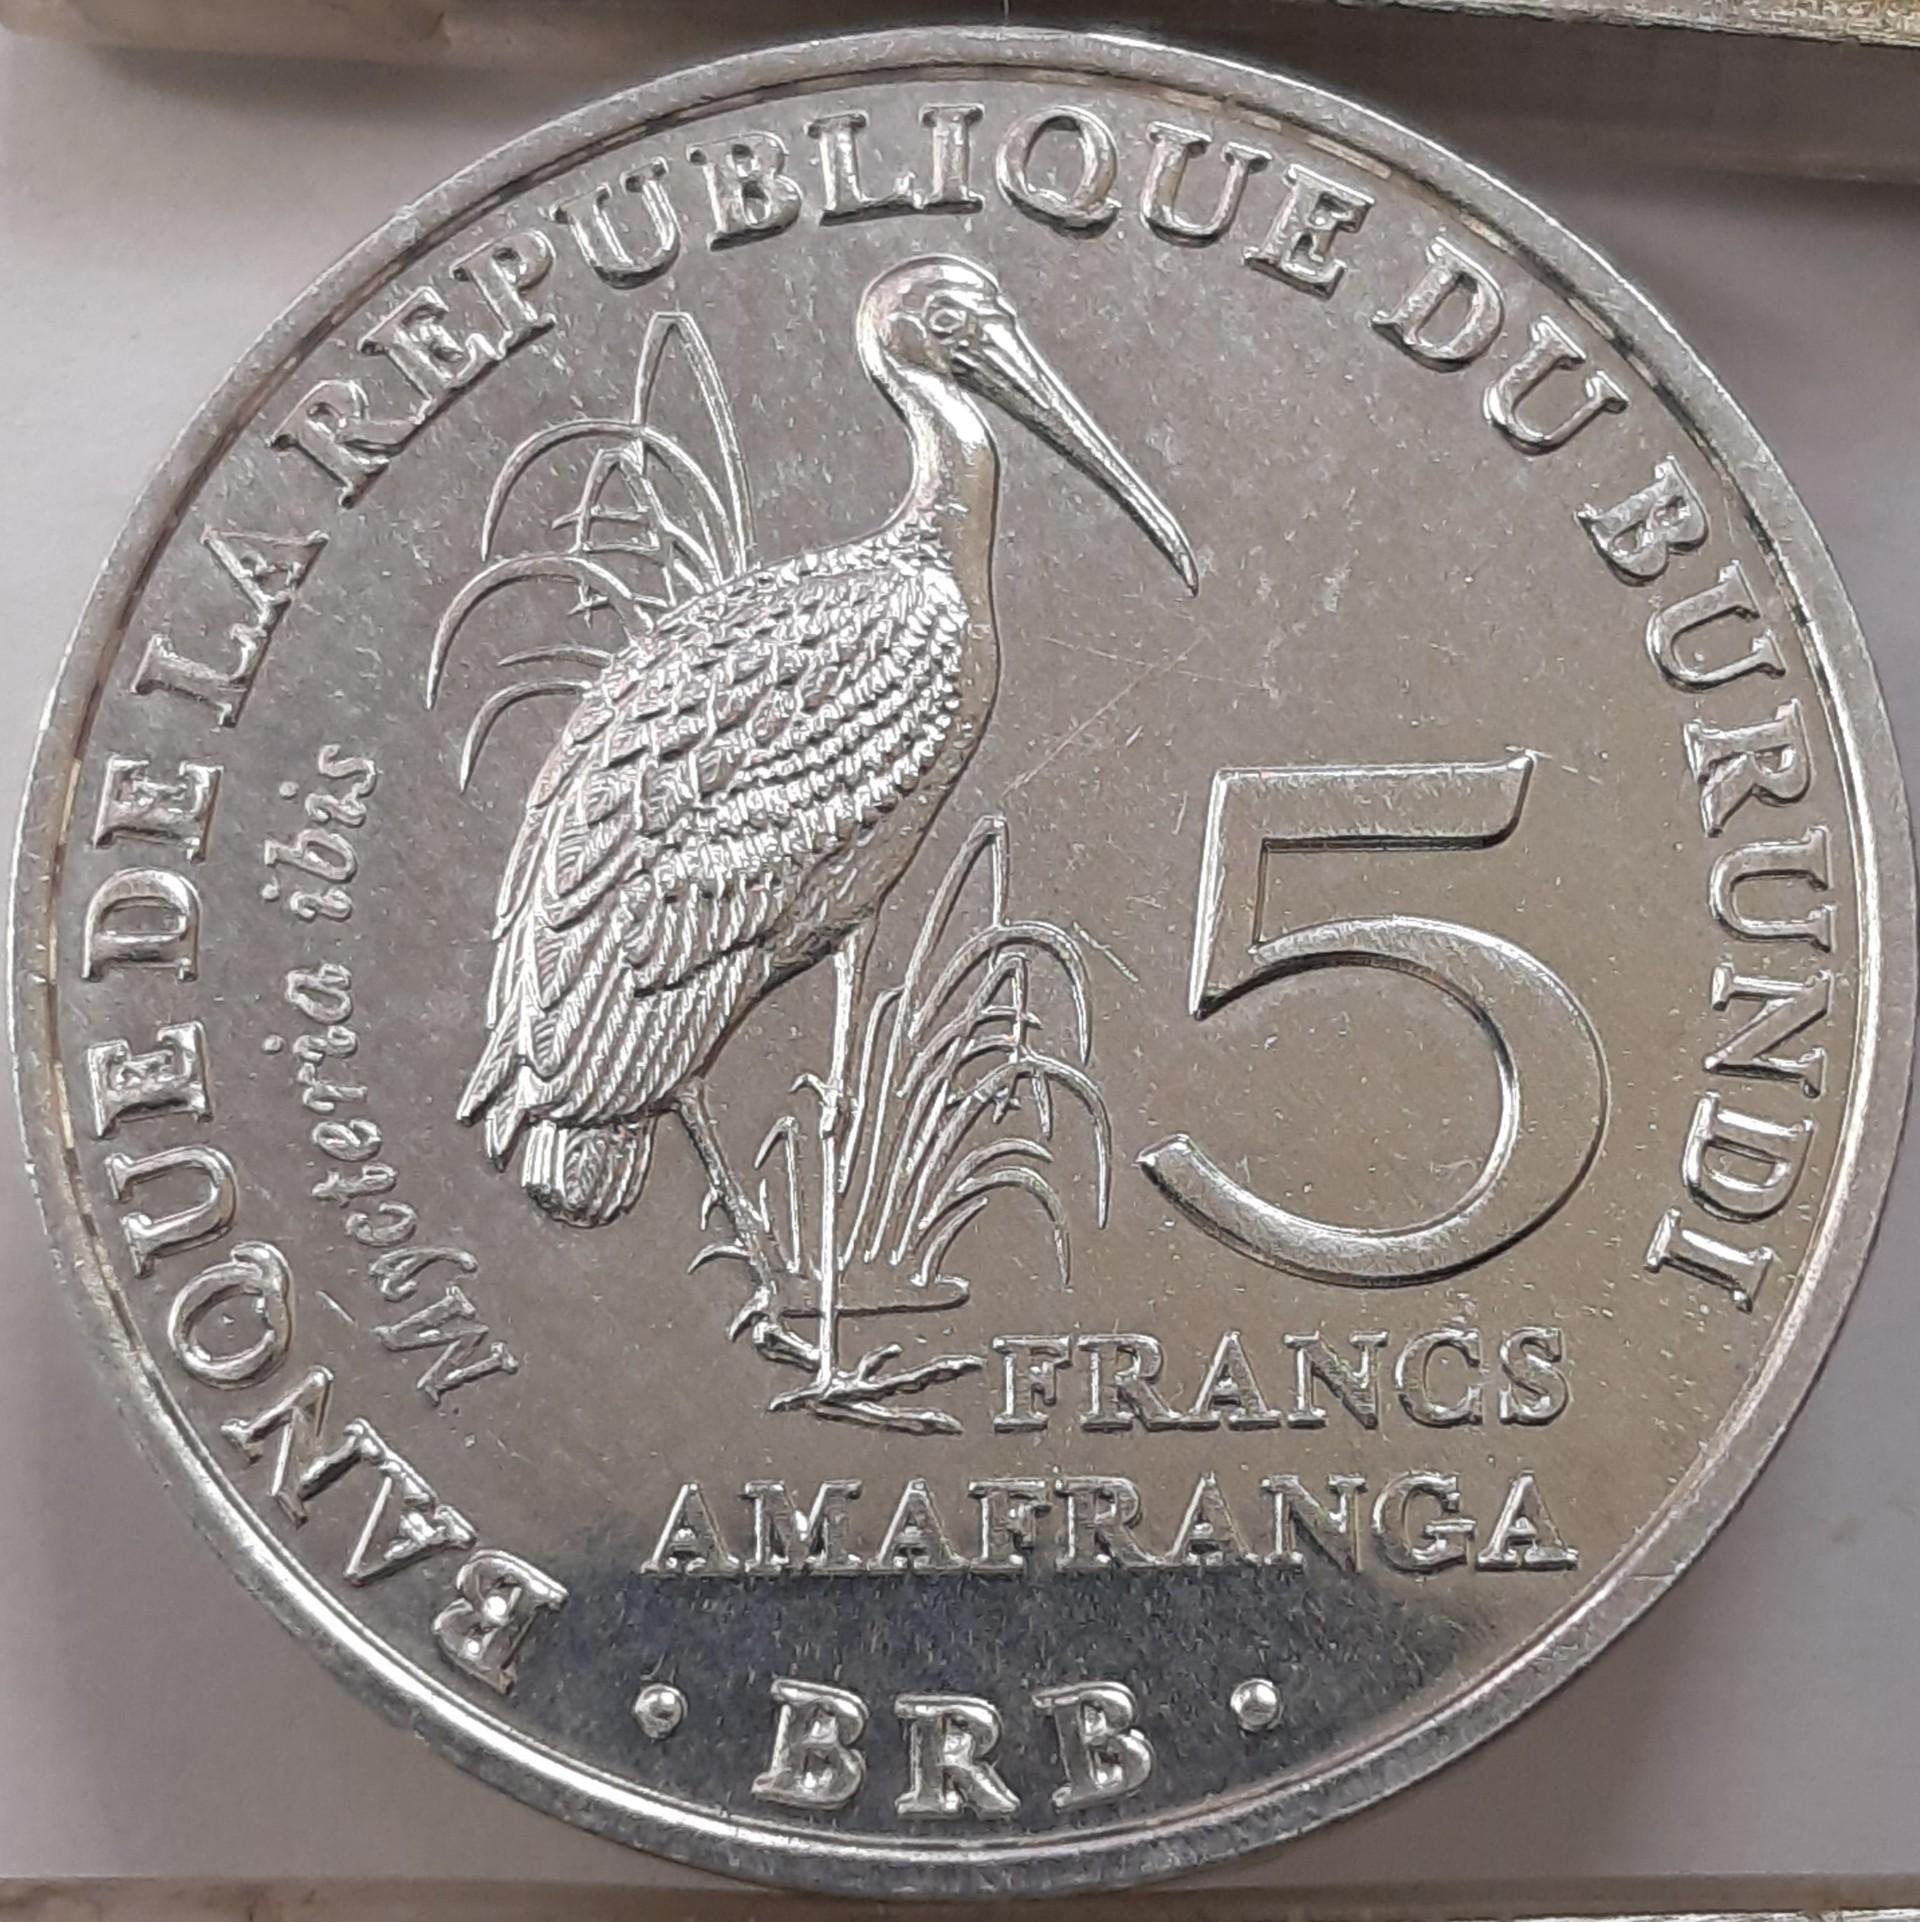 BANQUE DE LA REPUBLIQUE DU BURUNDI
Mycteria ibis
5
FRANCS
AMAFRANGA
• BRB •